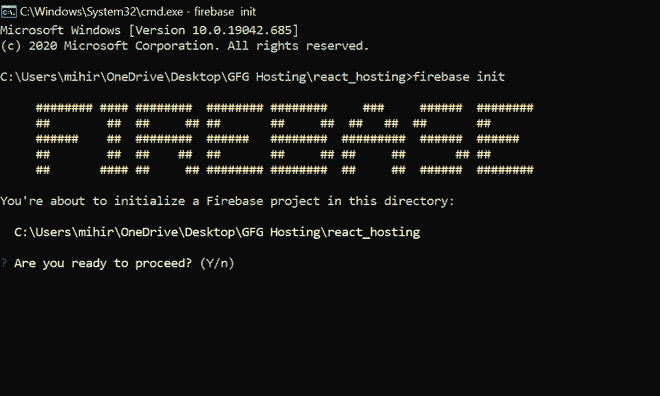 C:\Windows\System32\cmd.exe - firebase init
Microsoft Windows [Version 10.0.19042.685]
(c) 2020 Microsoft Corporation. All rights reserved.
C:\Users\mihir\OneDrive\Desktop\GFG Hosting\react_hosting>firebase init
FIREBASE
You're about to initialize a Firebase project in this directory:
C:\Users\mihir\OneDrive\Desktop\GFG Hosting\react_hosting
? Are you ready to proceed? (Y/n)